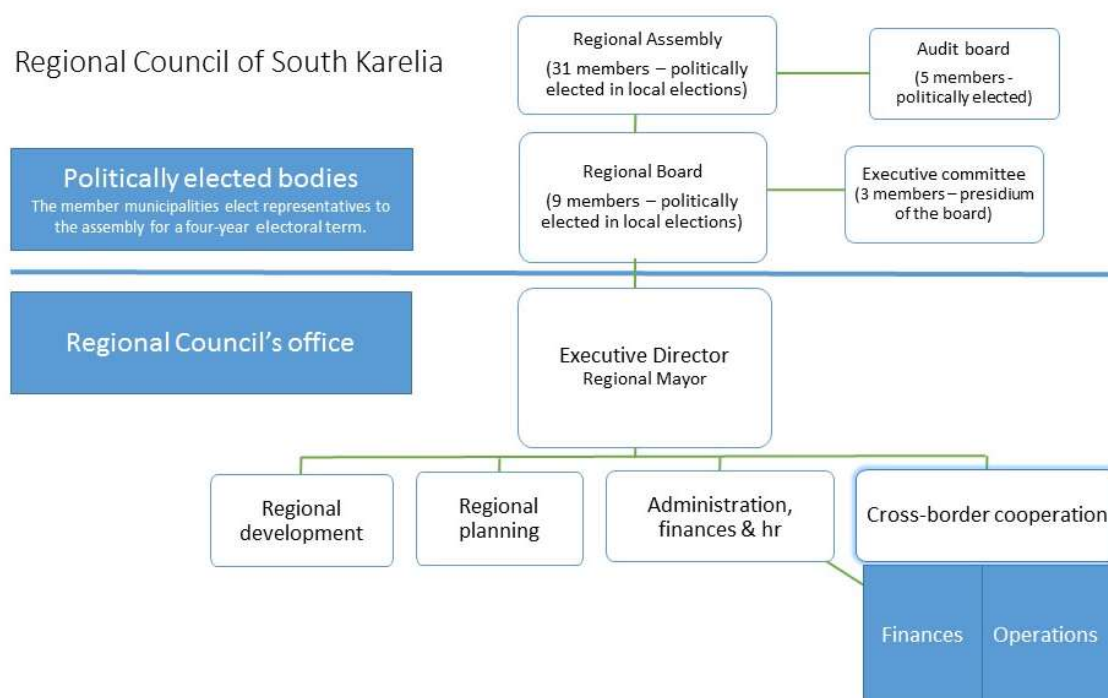 Regional Council of South Karelia
Regional Assembly
(31 members – politically
elected in local elections)
Audit board
(5 members -
politically elected)
Politically elected bodies
The member municipalities elect representatives to
the assembly for a four-year electoral term.
Regional Board
(9 members – politically
elected in local elections)
Executive committee
(3 members – presidium
of the board)
Regional Council's office
Executive Director
Regional Mayor
Regional
development
Regional
planning
Administration,
finances & hr
Cross-border cooperation
Finances
Operations